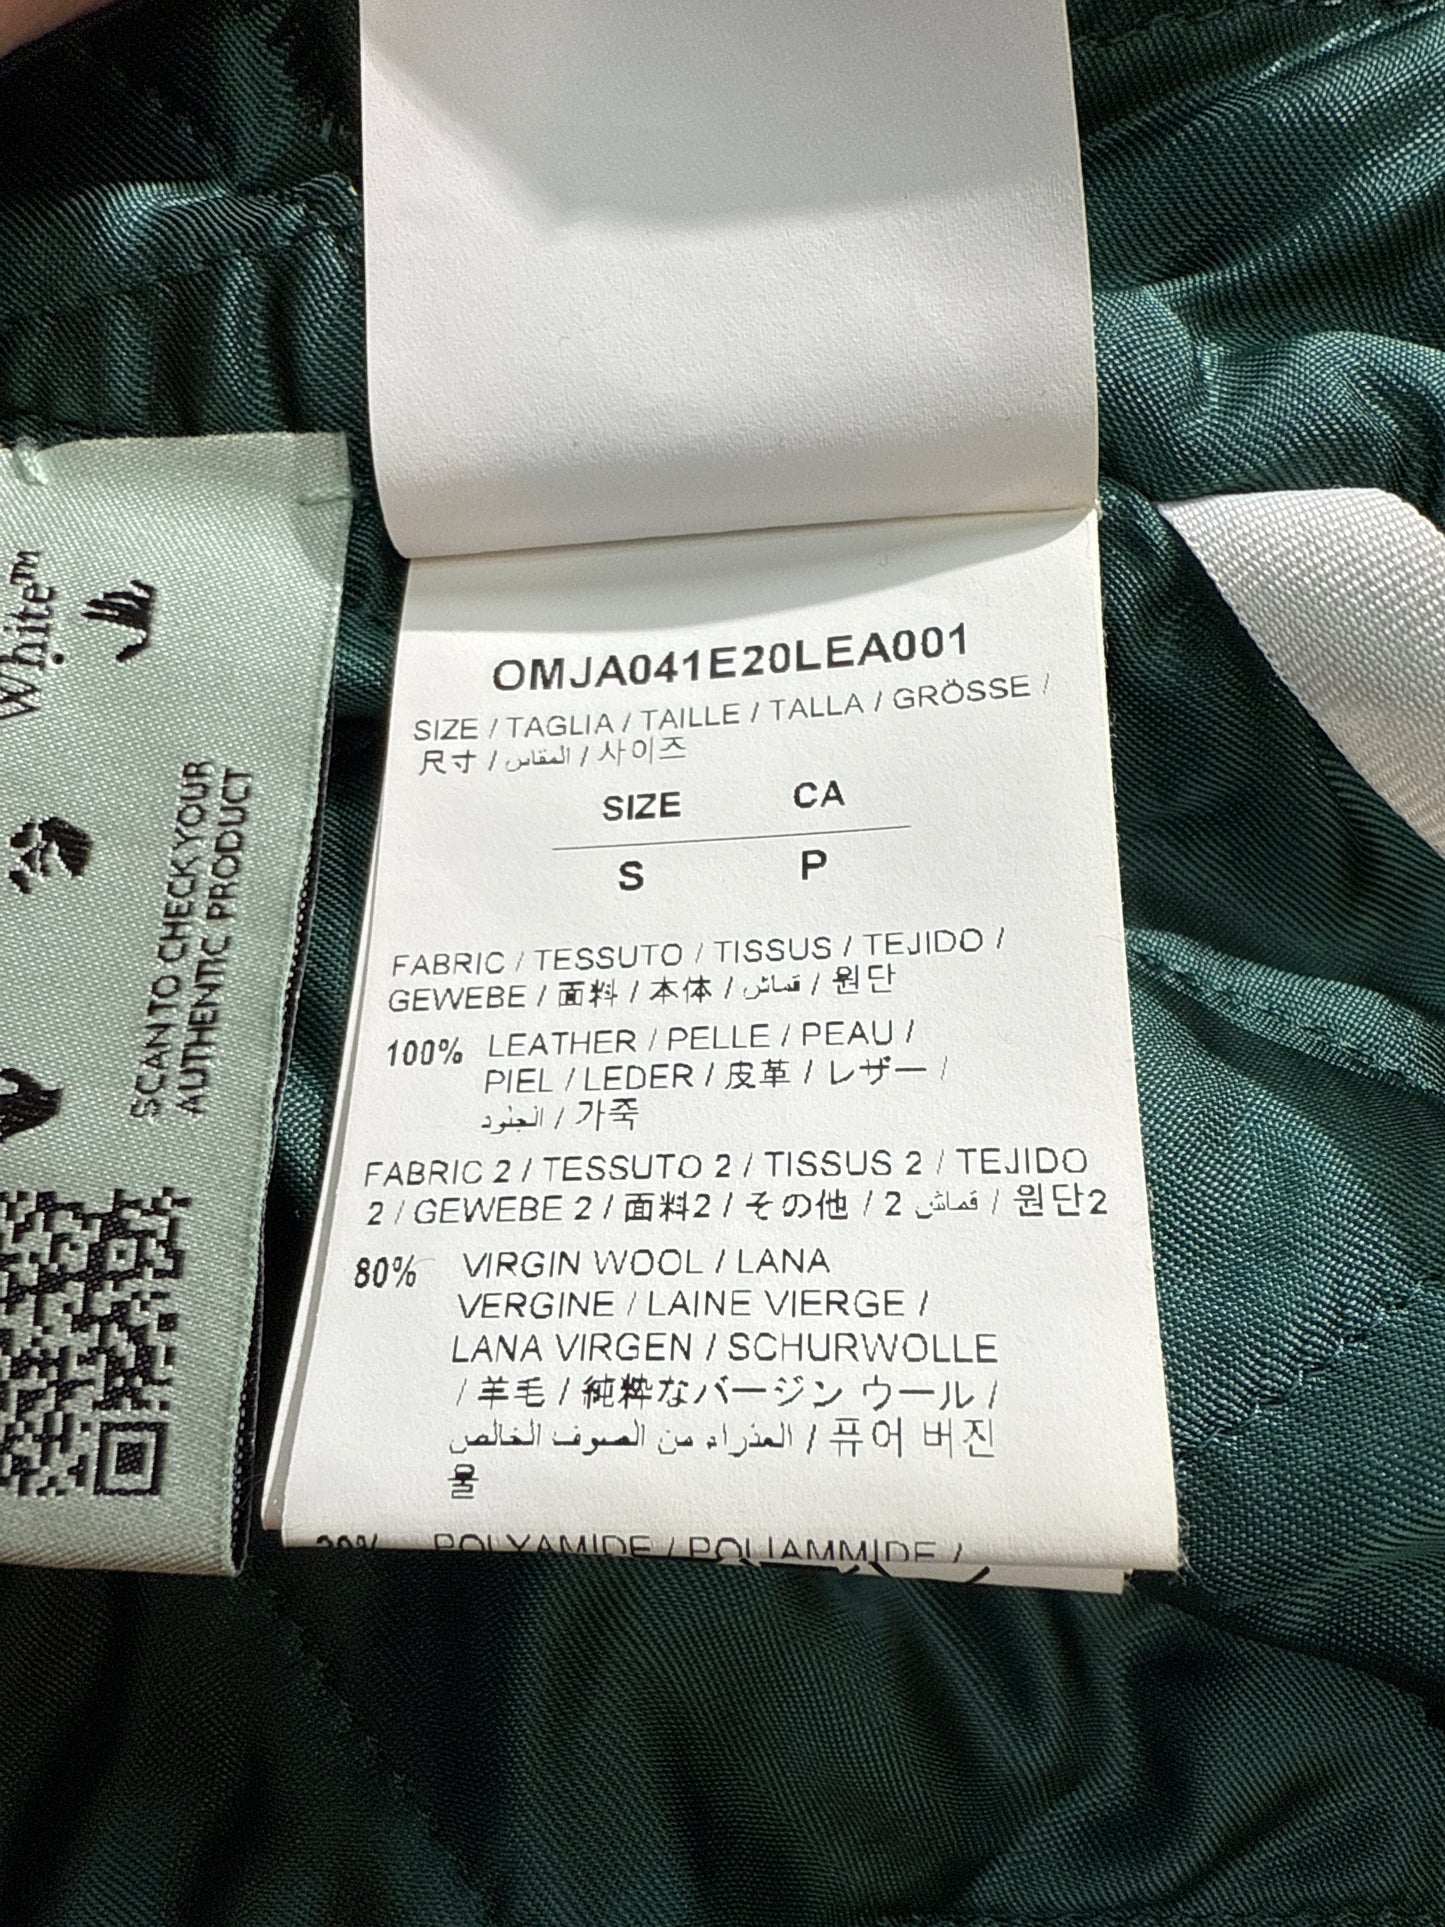 White™
SCAN TO CHECK YOUR
AUTHENTIC PRODUCT
OMJA041E20LEA001
SIZE / TAGLIA / TAILLE / TALLA / GRÖSSE /
尺寸 / المقاس / 사이즈
SIZE CA
S P
FABRIC / TESSUTO / TISSUS / TEJIDO /
GEWEBE / 面料 / 本体 / قماش / 원단
100% LEATHER / PELLE / PEAU /
PIEL / LEDER / 皮革 / レザー /
الجلود / 가죽
FABRIC 2 / TESSUTO 2 / TISSUS 2 / TEJIDO
2 / GEWEBE 2 / 面料2 / その他 / 2 قماش / 원단2
80% VIRGIN WOOL / LANA
VERGINE / LAINE VIERGE /
LANA VIRGEN / SCHURWOLLE
/ 羊毛 / 純粋なバージン ウール /
العذراء من الصوف الخالص / 퓨어 버진
울
20% POLYAMIDE / POLIAMMIDE /